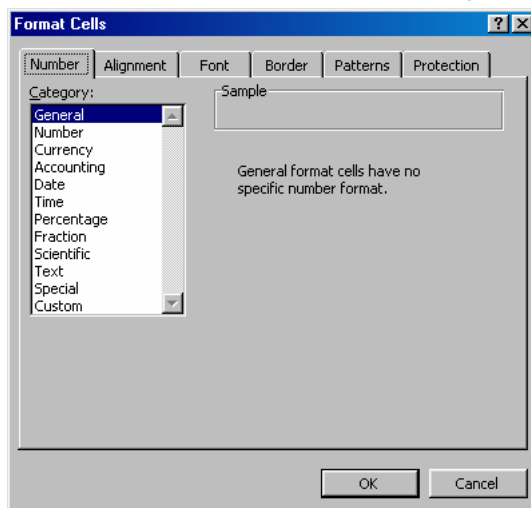 Format Cells
Number Alignment Font Border Patterns Protection
Category:
General
Number
Currency
Accounting
Date
Time
Percentage
Fraction
Scientific
Text
Special
Custom
Sample
General format cells have no
specific number format.
OK Cancel